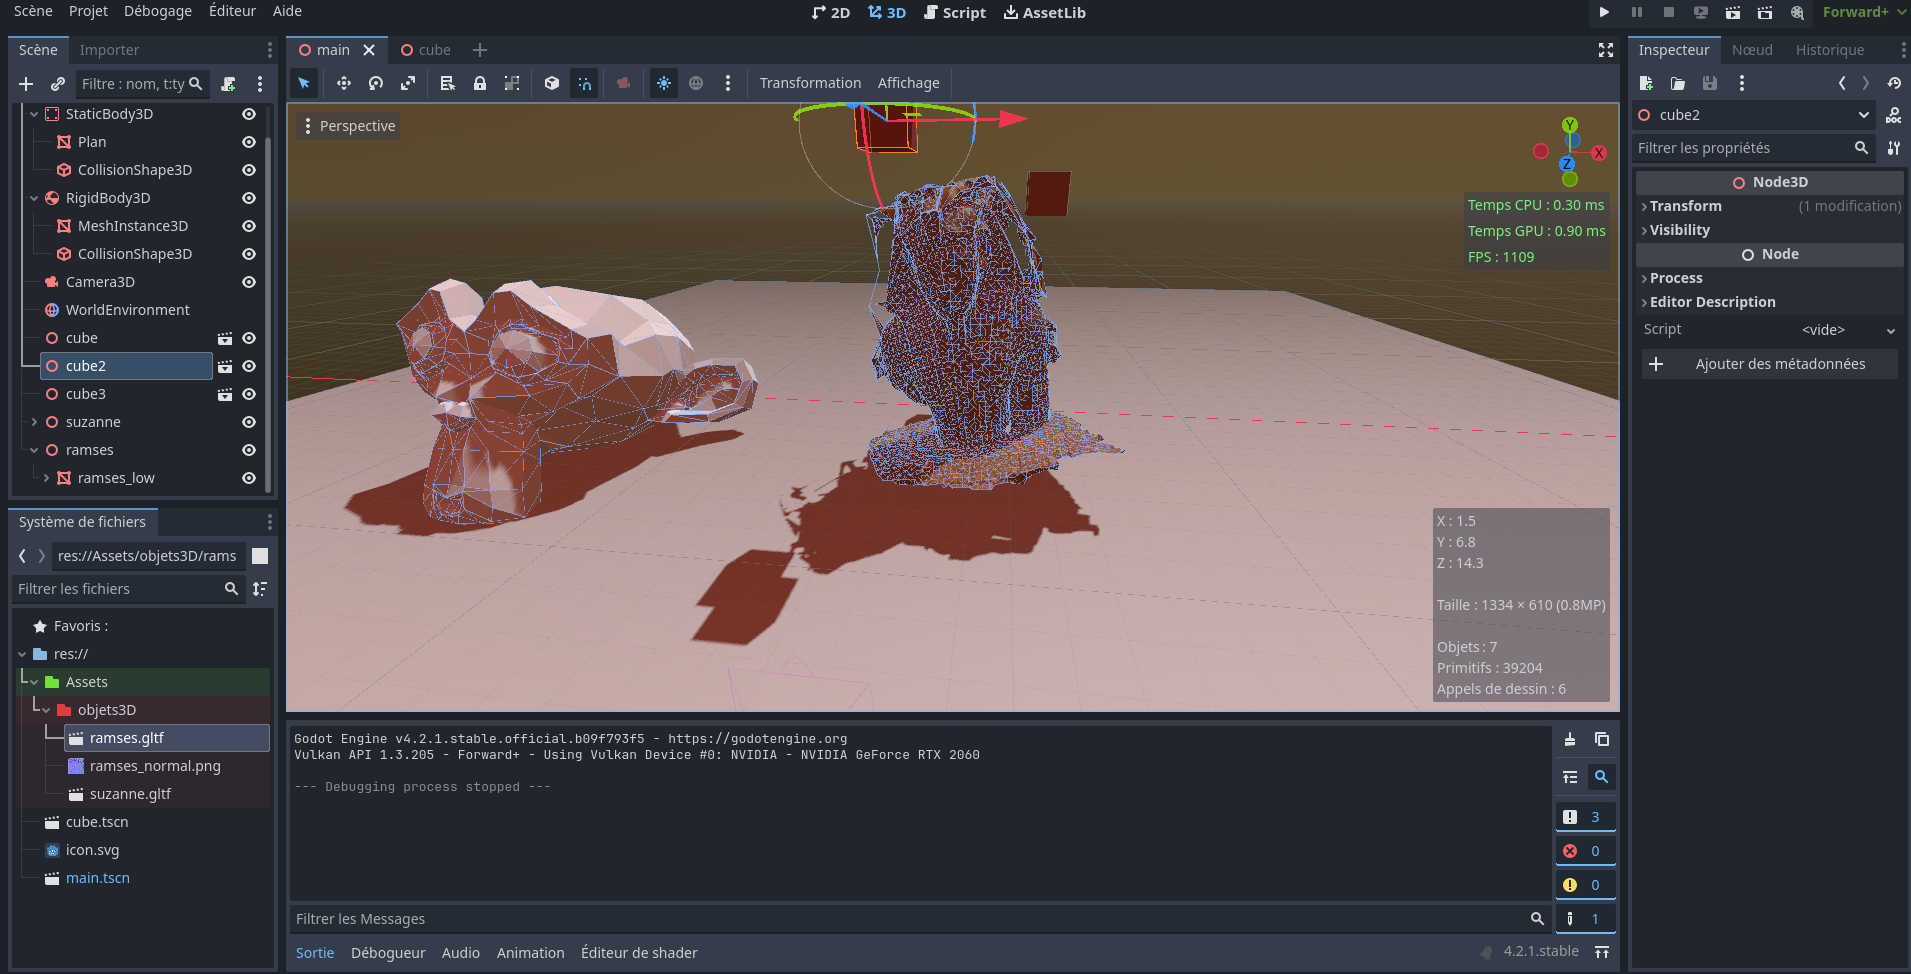 Scène Projet Débogage Éditeur Aide
2D 3D Script AssetLib
Forward+
Scène Importer
Filtre : nom, t:ty
StaticBody3D
Plan
CollisionShape3D
RigidBody3D
MeshInstance3D
CollisionShape3D
Camera3D
WorldEnvironment
cube
cube2
cube3
suzanne
ramses
ramses_low
Système de fichiers
res://Assets/objets3D/rams
Filtrer les fichiers
Favoris :
res://
Assets
objets3D
ramses.gltf
ramses_normal.png
suzanne.gltf
cube.tscn
icon.svg
main.tscn
main cube
Transformation Affichage
Perspective
Y
X
Z
Temps CPU : 0.30 ms
Temps GPU : 0.90 ms
FPS : 1109
X : 1.5
Y : 6.8
Z : 14.3
Taille : 1334 × 610 (0.8MP)
Objets : 7
Primitifs : 39204
Appels de dessin : 6
Godot Engine v4.2.1.stable.official.b09f793f5 - https://godotengine.org
Vulkan API 1.3.205 - Forward+ - Using Vulkan Device #0: NVIDIA - NVIDIA GeForce RTX 2060
--- Debugging process stopped ---
3
0
0
1
Filtrer les Messages
Sortie Débogueur Audio Animation Éditeur de shader
4.2.1.stable
Inspecteur Nœud Historique
cube2
DOC
Filtrer les propriétés
Node3D
Transform (1 modification)
Visibility
Node
Process
Editor Description
Script <vide>
Ajouter des métadonnées